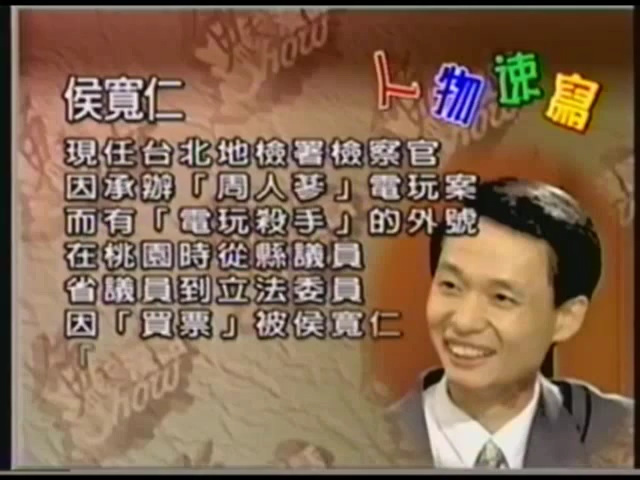 人物速寫
侯寬仁
現任台北地檢署檢察官
因承辦「周人蔘」電玩案
而有「電玩殺手」的外號
在桃園時從縣議員
省議員到立法委員
因「買票」被侯寬仁
「
Show
Show